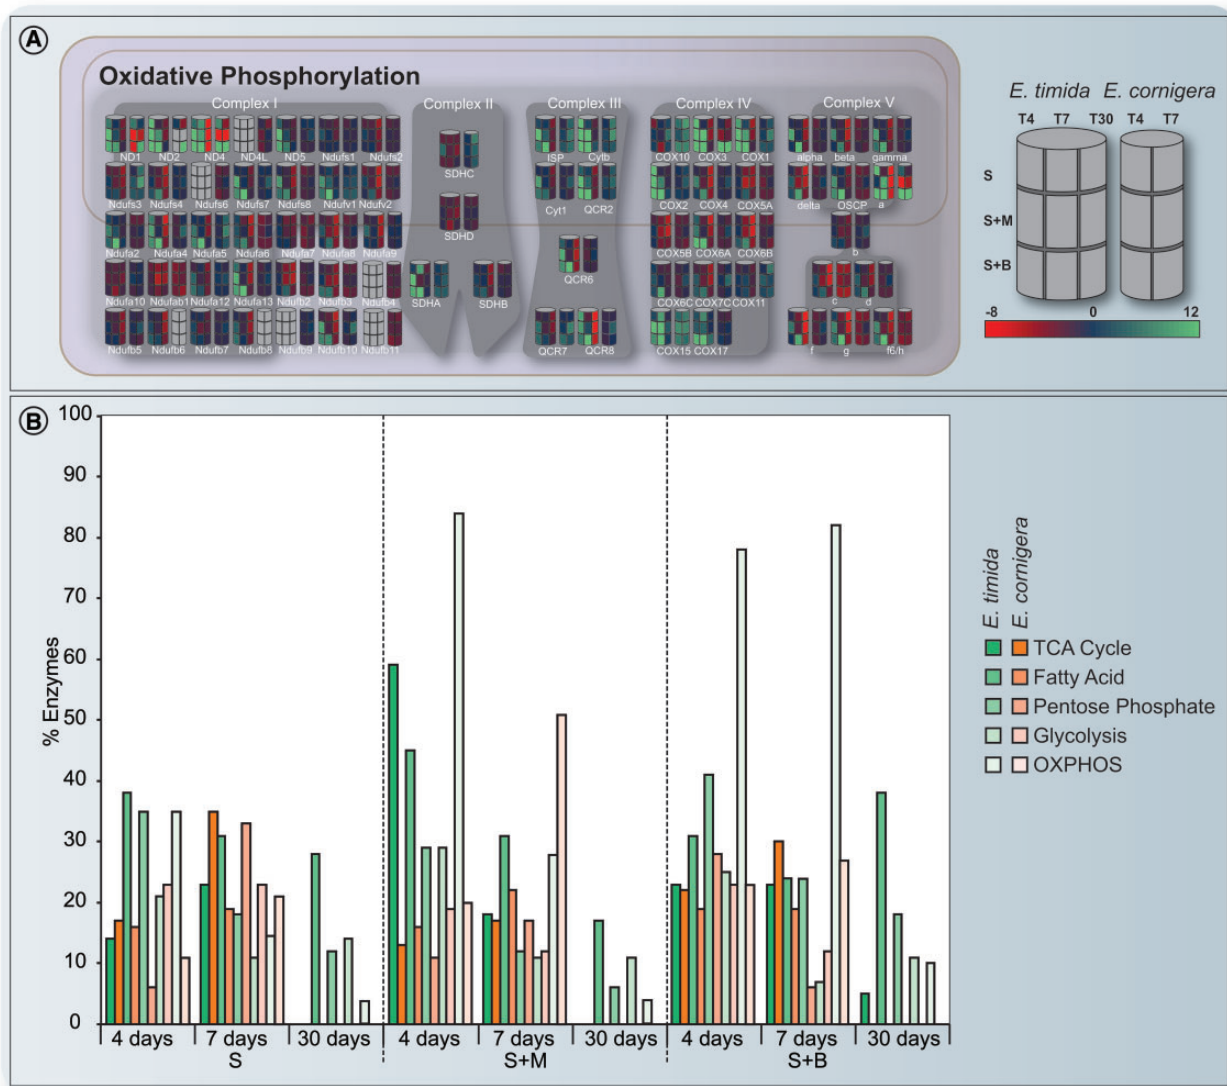 A
Oxidative Phosphorylation
Complex I Complex II Complex III Complex IV Complex V
ND1 ND2 ND4 ND4L ND5 Ndufs1 Ndufs2
Ndufs3 Ndufs4 Ndufs6 Ndufs7 Ndufs8 Ndufv1 Ndufv2
Ndufa2 Ndufa4 Ndufa5 Ndufa6 Ndufa7 Ndufa8 Ndufa9
Ndufa10 Ndufab1 Ndufa12 Ndufa13 Ndufb2 Ndufb3 Ndufb4
Ndufb5 Ndufb6 Ndufb7 Ndufb8 Ndufb9 Ndufb10 Ndufb11
SDHC
SDHD
SDHA SDHB
ISP Cytb
Cyt1 QCR2
QCR6
QCR7 QCR8
COX10 COX3 COX1
COX2 COX4 COX5A
COX5B COX6A COX6B
COX6C COX7C COX11
COX15 COX17
alpha beta gamma
delta OSCP a
b
c d
f g f6/h
E. timida E. cornigera
T4 T7 T30 T4 T7
S
S+M
S+B
-8 0 12
B
% Enzymes
100
90
80
70
60
50
40
30
20
10
0
4 days 7 days 30 days 4 days 7 days 30 days 4 days 7 days 30 days
S S+M S+B
E. timida
E. cornigera
TCA Cycle
Fatty Acid
Pentose Phosphate
Glycolysis
OXPHOS